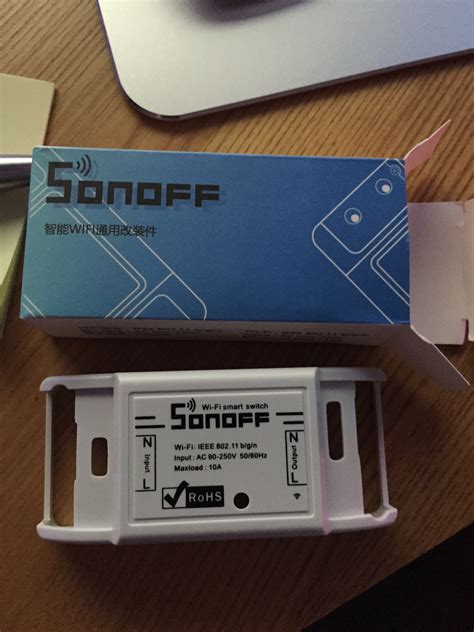 SONOFF
智能WIFI通用改装件
Wi-Fi smart switch
SONOFF
Wi-Fi: IEEE 802.11 b/g/n
Input : AC 90-250V 50/60Hz
Maxload : 10A
N
Input
L
N
Output
L
RoHS